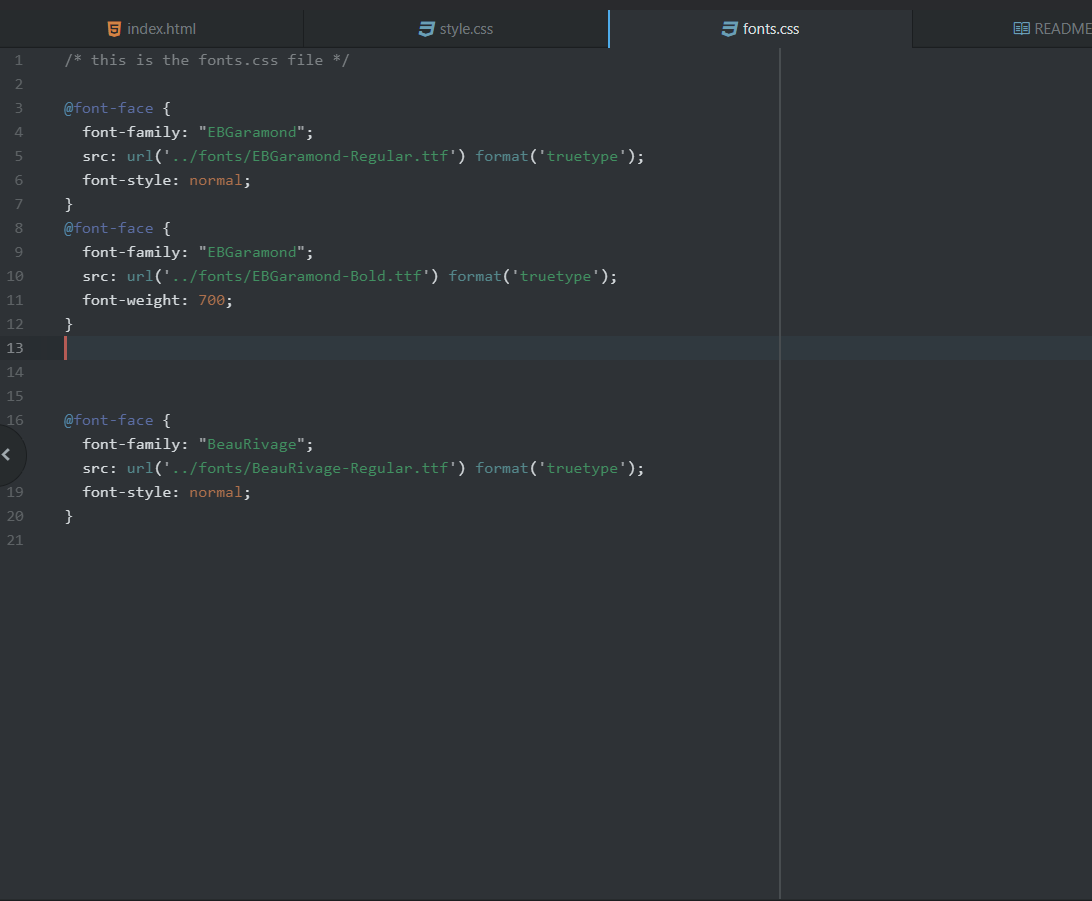 index.html style.css fonts.css README
1 /* this is the fonts.css file */
2
3 @font-face {
4 font-family: "EBGaramond";
5 src: url('../fonts/EBGaramond-Regular.ttf') format('truetype');
6 font-style: normal;
7 }
8 @font-face {
9 font-family: "EBGaramond";
10 src: url('../fonts/EBGaramond-Bold.ttf') format('truetype');
11 font-weight: 700;
12 }
13
14
15
16 @font-face {
font-family: "BeauRivage";
src: url('../fonts/BeauRivage-Regular.ttf') format('truetype');
19 font-style: normal;
20 }
21